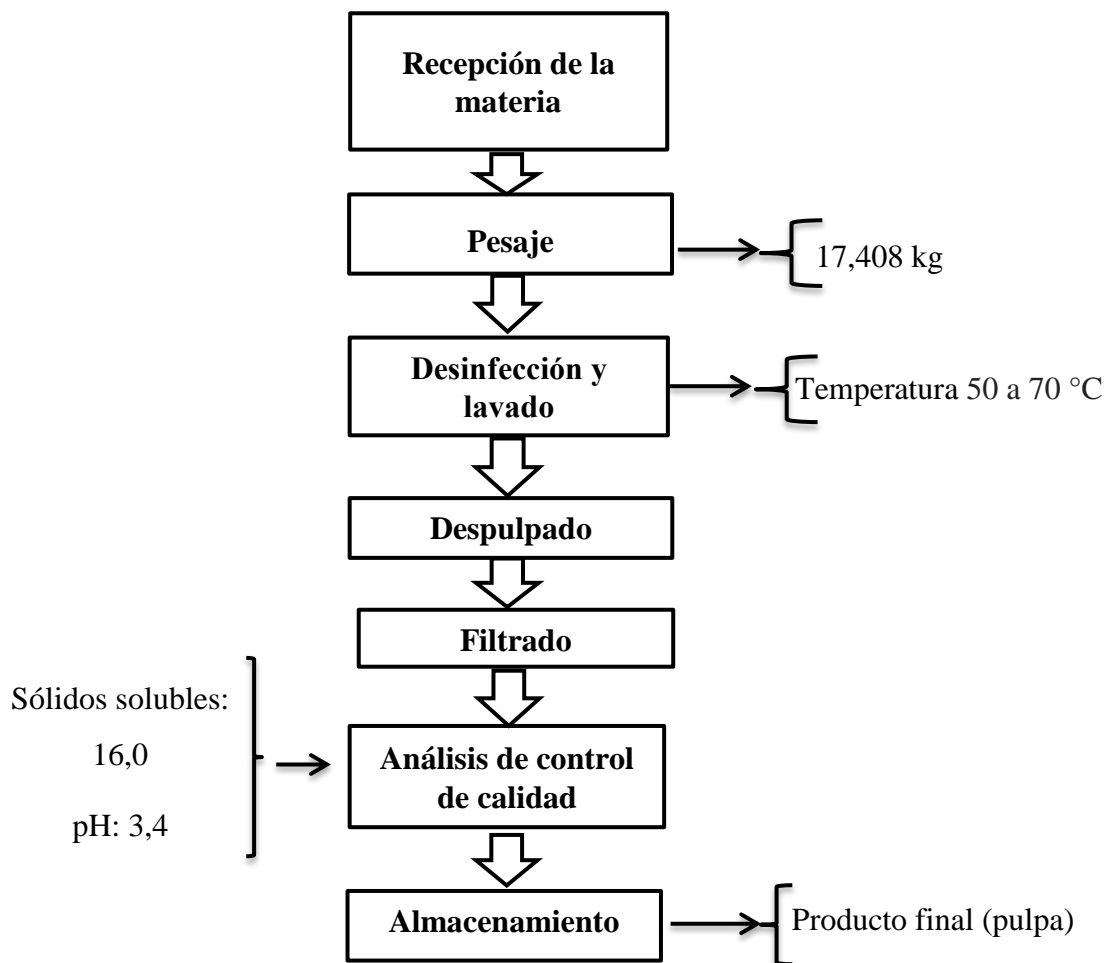 Recepción de la
materia
Pesaje
17,408 kg
Desinfección y
lavado
Temperatura 50 a 70 °C
Despulpado
Filtrado
Sólidos solubles:
16,0
pH: 3,4
Análisis de control
de calidad
Almacenamiento
Producto final (pulpa)